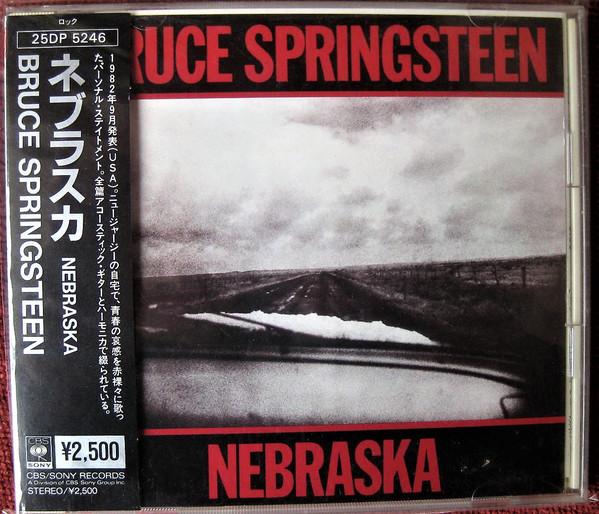 ロック
25DP 5246
ネブラスカ NEBRASKA
BRUCE SPRINGSTEEN
1982年9月発表(USA)。ニュージャージーの自宅で、青春の哀感を赤裸々に歌っ
た、パーソナル・ステイトメント。全篇アコースティック・ギターとハーモニカで綴られている。
CBS
SONY
¥2,500
CBS/SONY RECORDS
A Division of CBS Sony Group Inc.
STEREO/¥2,500
RUCE SPRINGSTEEN
NEBRASKA